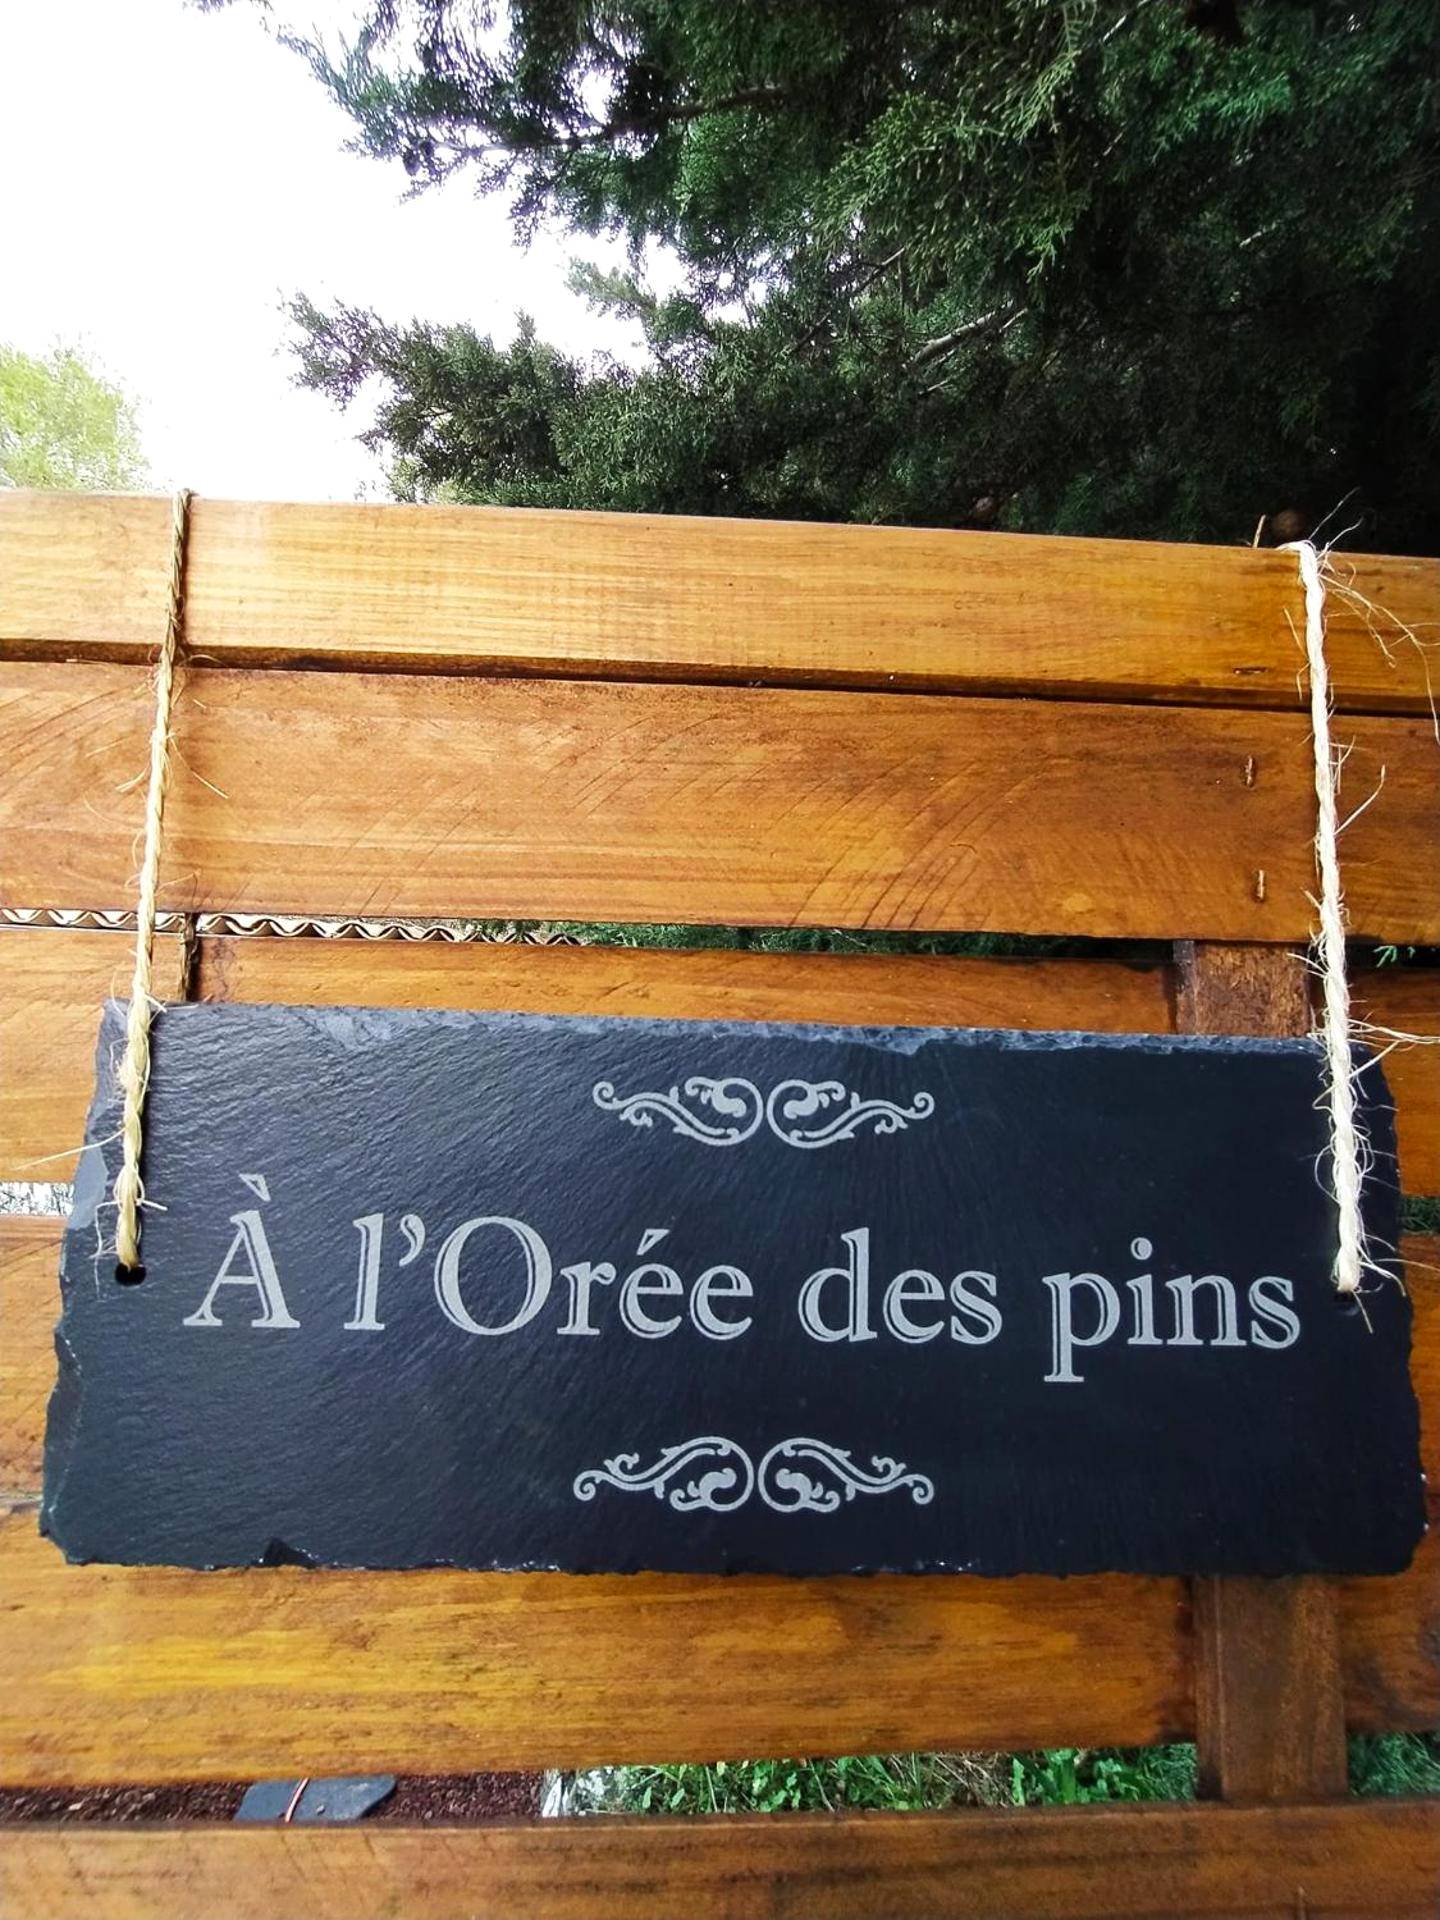 À l'Orée des pins